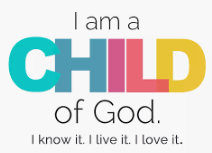 I am a
CHILD
of God.
I know it. I live it. I love it.